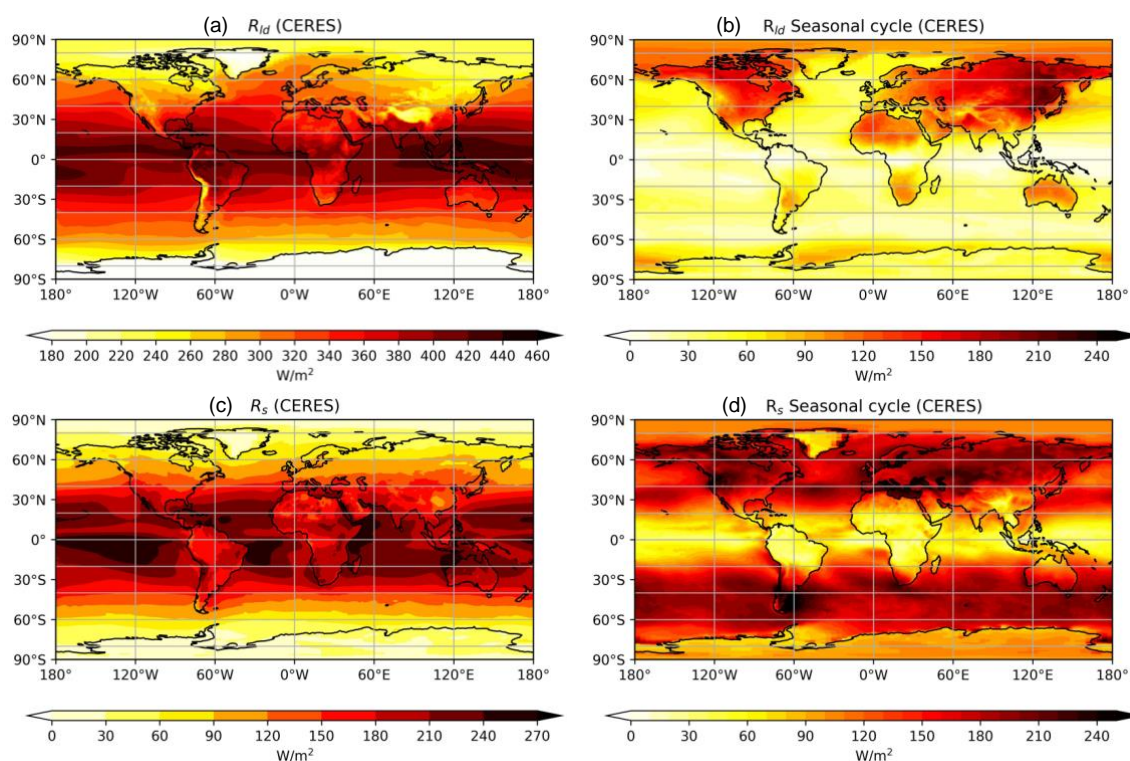 (a) R_ld (CERES)
90°N
60°N
30°N
0°
30°S
60°S
90°S
180° 120°W 60°W 0°W 60°E 120°E 180°
180 200 220 240 260 280 300 320 340 360 380 400 420 440 460
W/m²
(b) R_ld Seasonal cycle (CERES)
90°N
60°N
30°N
0°
30°S
60°S
90°S
180° 120°W 60°W 0°W 60°E 120°E 180°
0 30 60 90 120 150 180 210 240
W/m²
(c) R_s (CERES)
90°N
60°N
30°N
0°
30°S
60°S
90°S
180° 120°W 60°W 0°W 60°E 120°E 180°
0 30 60 90 120 150 180 210 240 270
W/m²
(d) R_s Seasonal cycle (CERES)
90°N
60°N
30°N
0°
30°S
60°S
90°S
180° 120°W 60°W 0°W 60°E 120°E 180°
0 30 60 90 120 150 180 210 240
W/m²